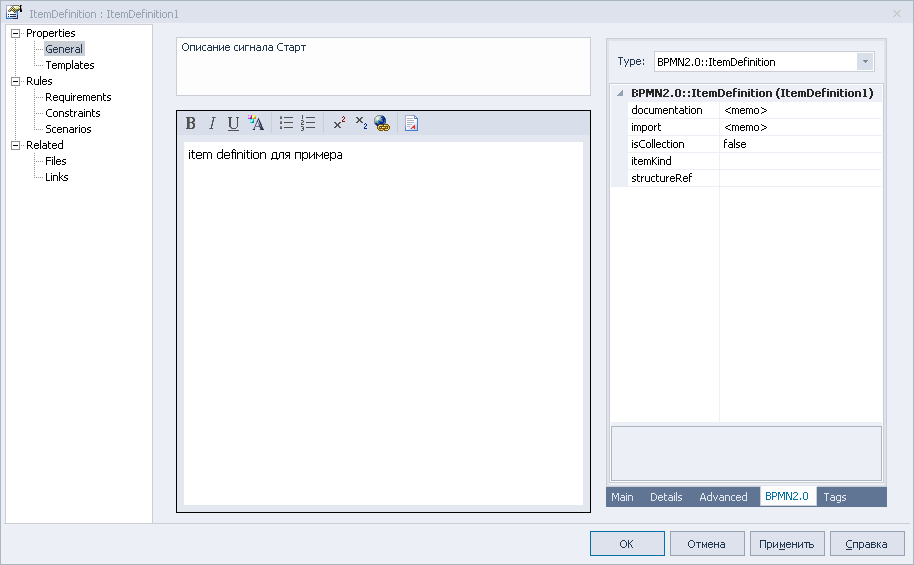 ItemDefinition : ItemDefinition1
Properties
General
Templates
Rules
Requirements
Constraints
Scenarios
Related
Files
Links
Описание сигнала Старт
B I U A x² x₂
item definition для примера
Type: BPMN2.0::ItemDefinition
BPMN2.0::ItemDefinition (ItemDefinition1)
documentation <memo>
import <memo>
isCollection false
itemKind
structureRef
Main Details Advanced BPMN2.0 Tags
OK Отмена Применить Справка